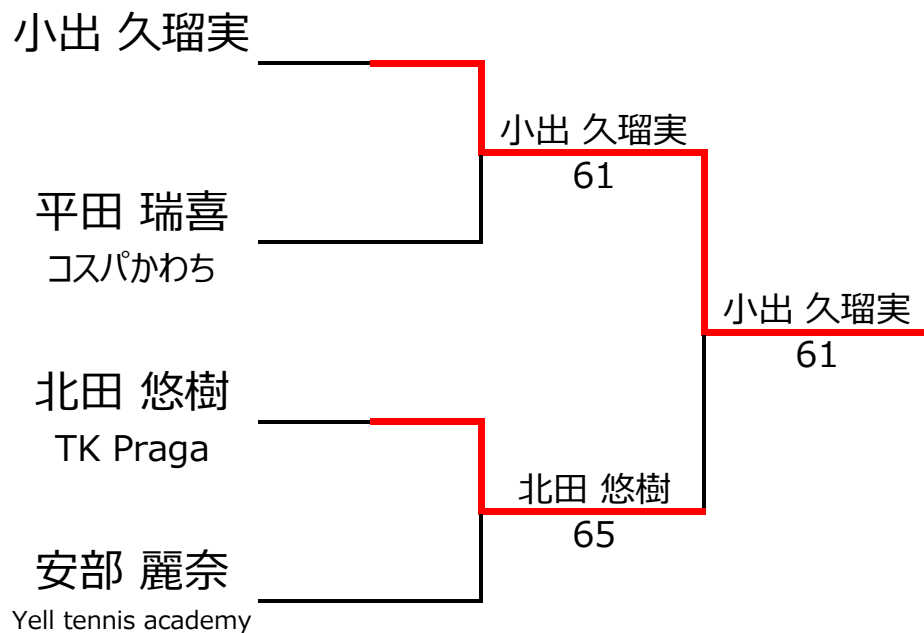 小出 久瑠実
小出 久瑠実
61
平田 瑞喜
コスパかわち
小出 久瑠実
61
北田 悠樹
TK Praga
北田 悠樹
65
安部 麗奈
Yell tennis academy